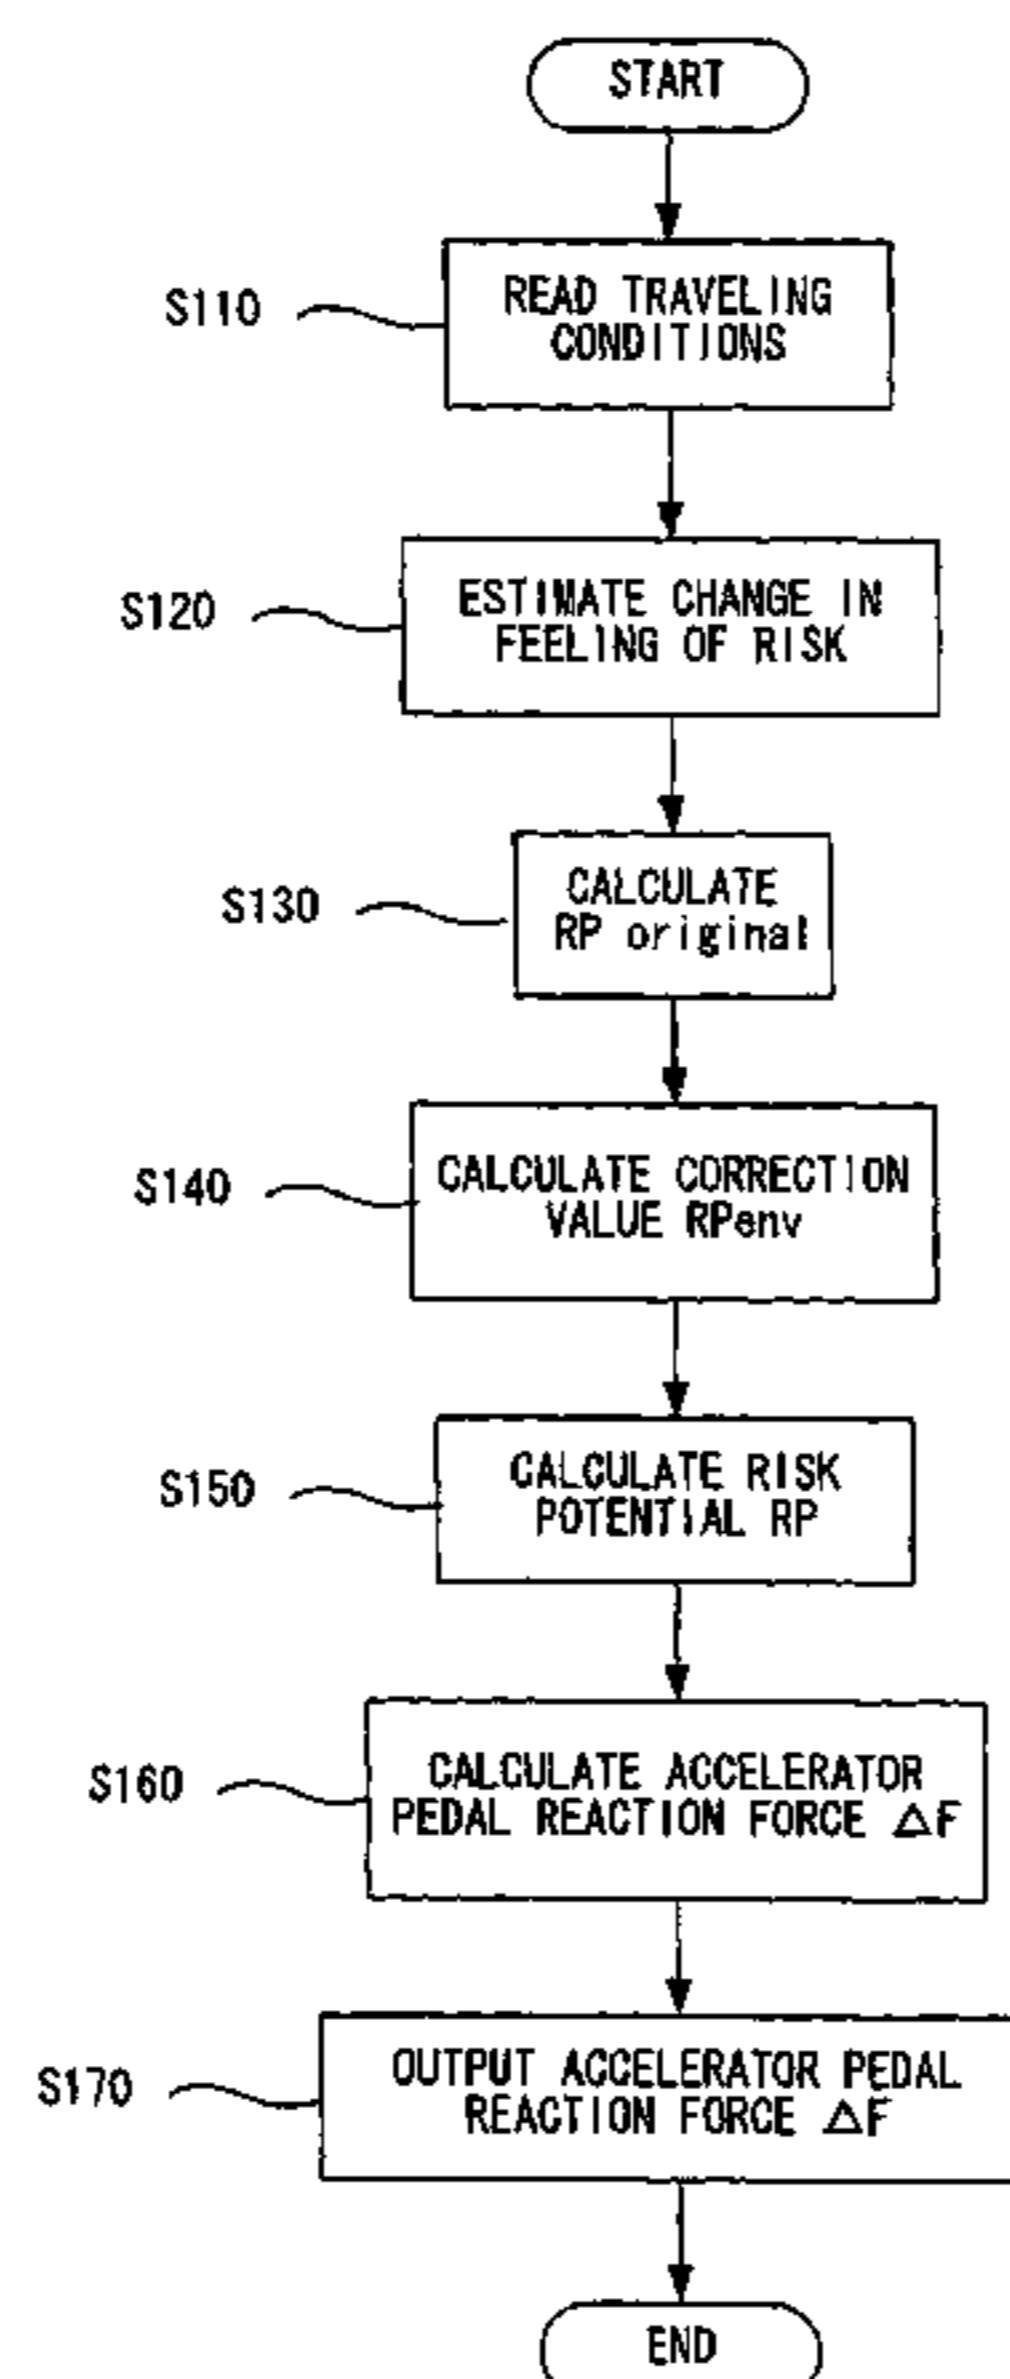 START
S110
READ TRAVELING
CONDITIONS
S120
ESTIMATE CHANGE IN
FEELING OF RISK
S130
CALCULATE
RP original
S140
CALCULATE CORRECTION
VALUE RPenv
S150
CALCULATE RISK
POTENTIAL RP
S160
CALCULATE ACCELERATOR
PEDAL REACTION FORCE △F
S170
OUTPUT ACCELERATOR PEDAL
REACTION FORCE △F
END